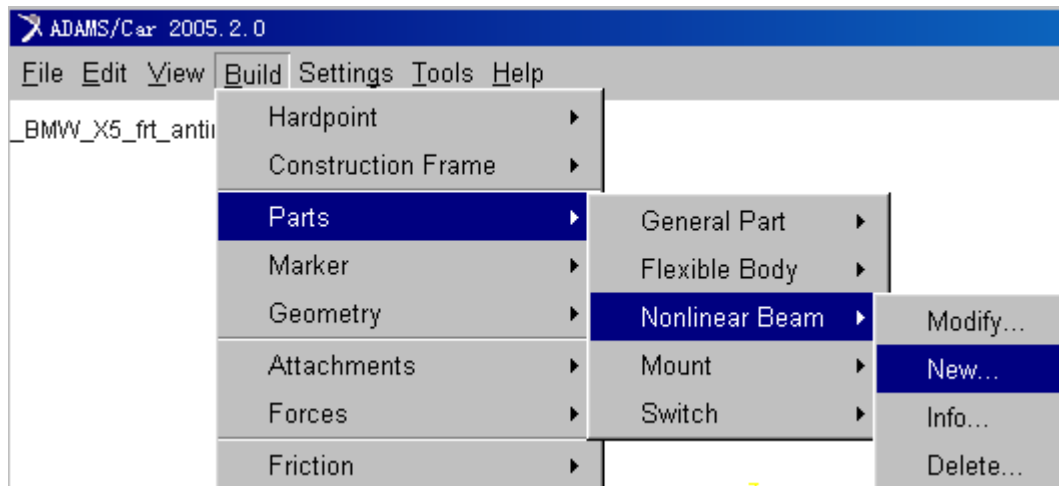 ADAMS/Car 2005.2.0
File Edit View Build Settings Tools Help
_BMW_X5_frt_antii
Hardpoint
Construction Frame
Parts
Marker
Geometry
Attachments
Forces
Friction
General Part
Flexible Body
Nonlinear Beam
Mount
Switch
Modify...
New...
Info...
Delete...